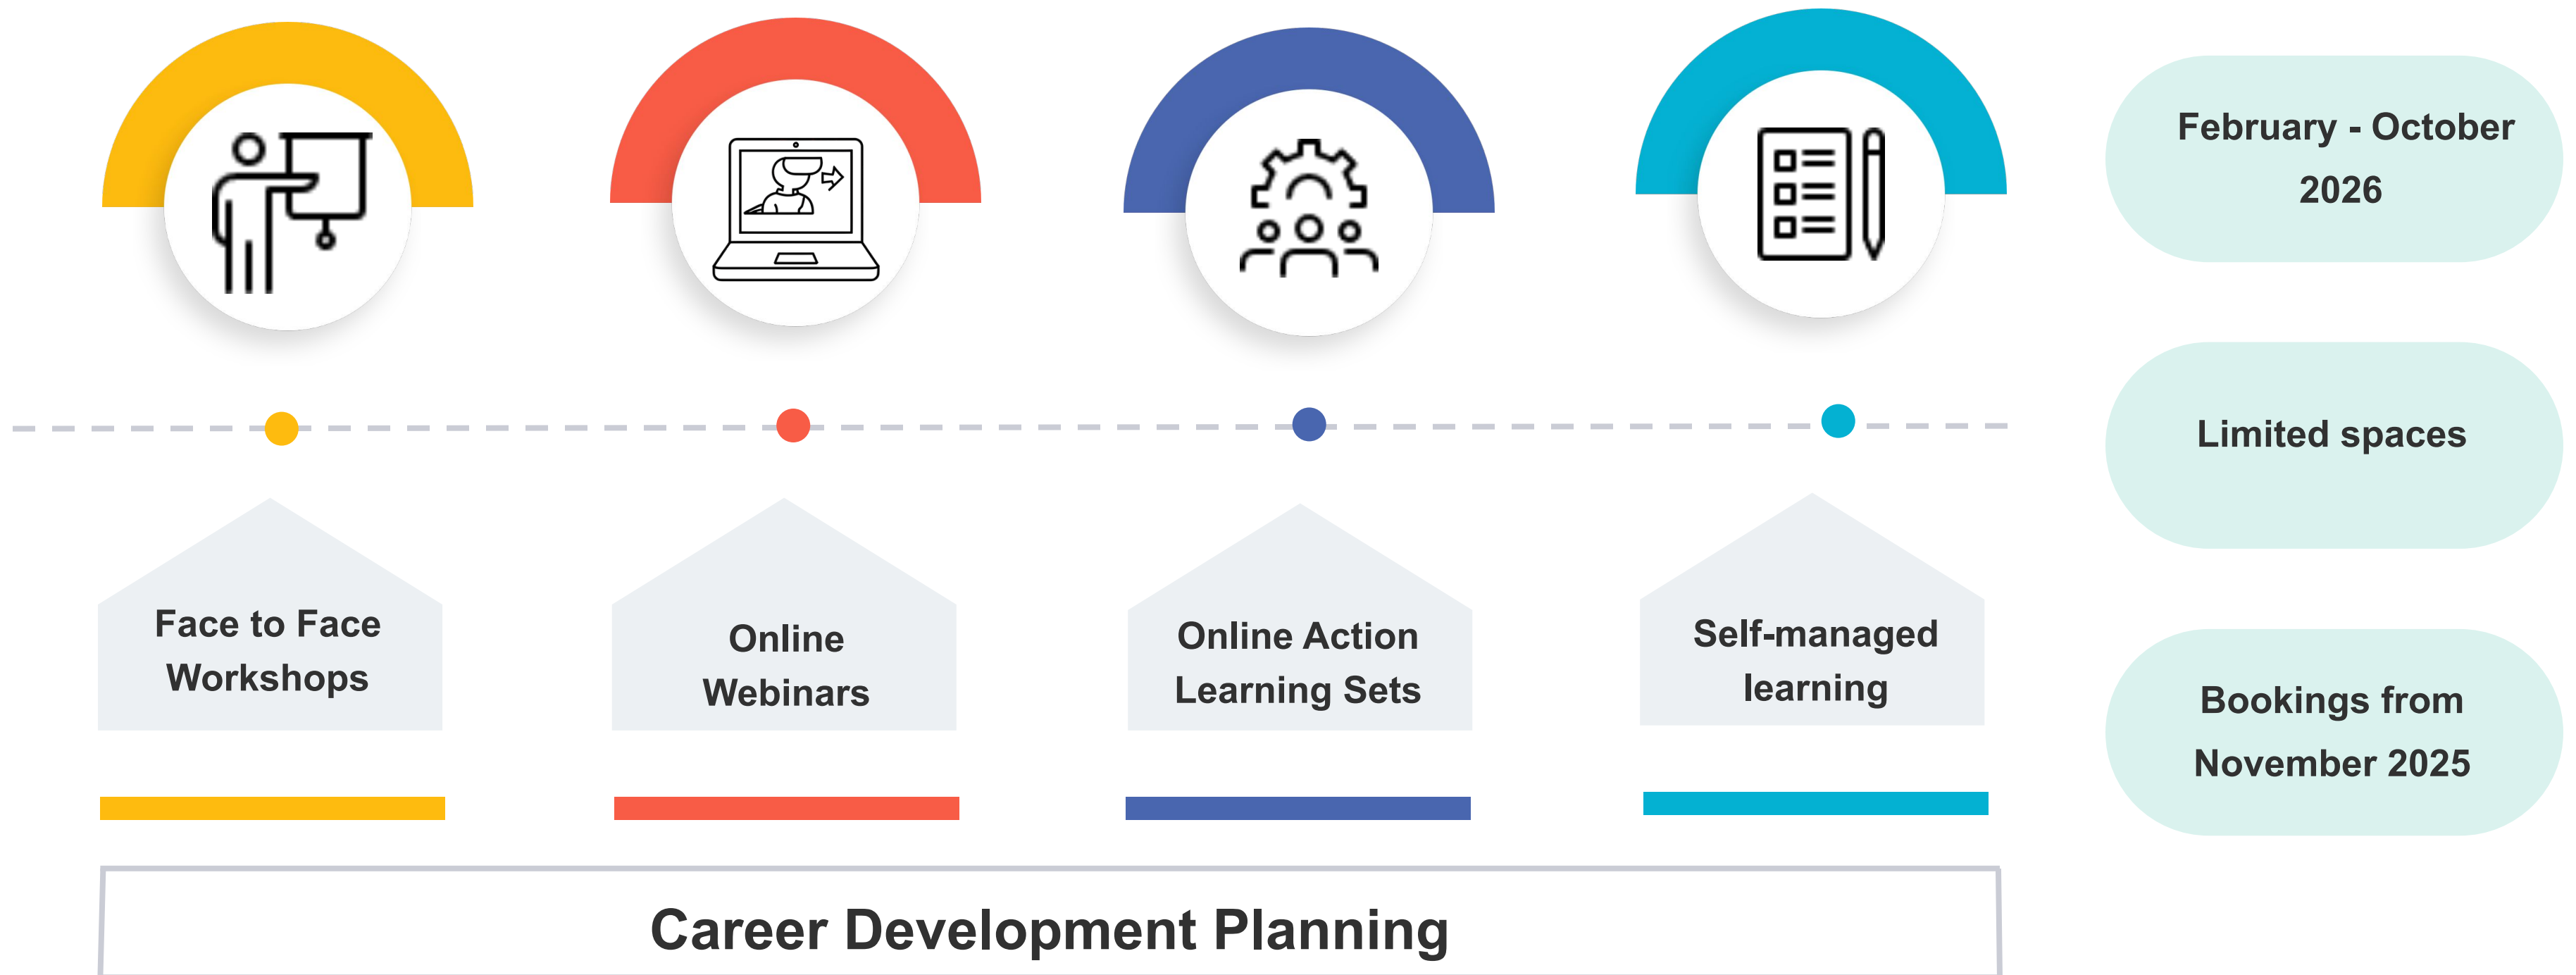 Face to Face
Workshops
Online
Webinars
Online Action
Learning Sets
Self-managed
learning
Career Development Planning
February - October
2026
Limited spaces
Bookings from
November 2025